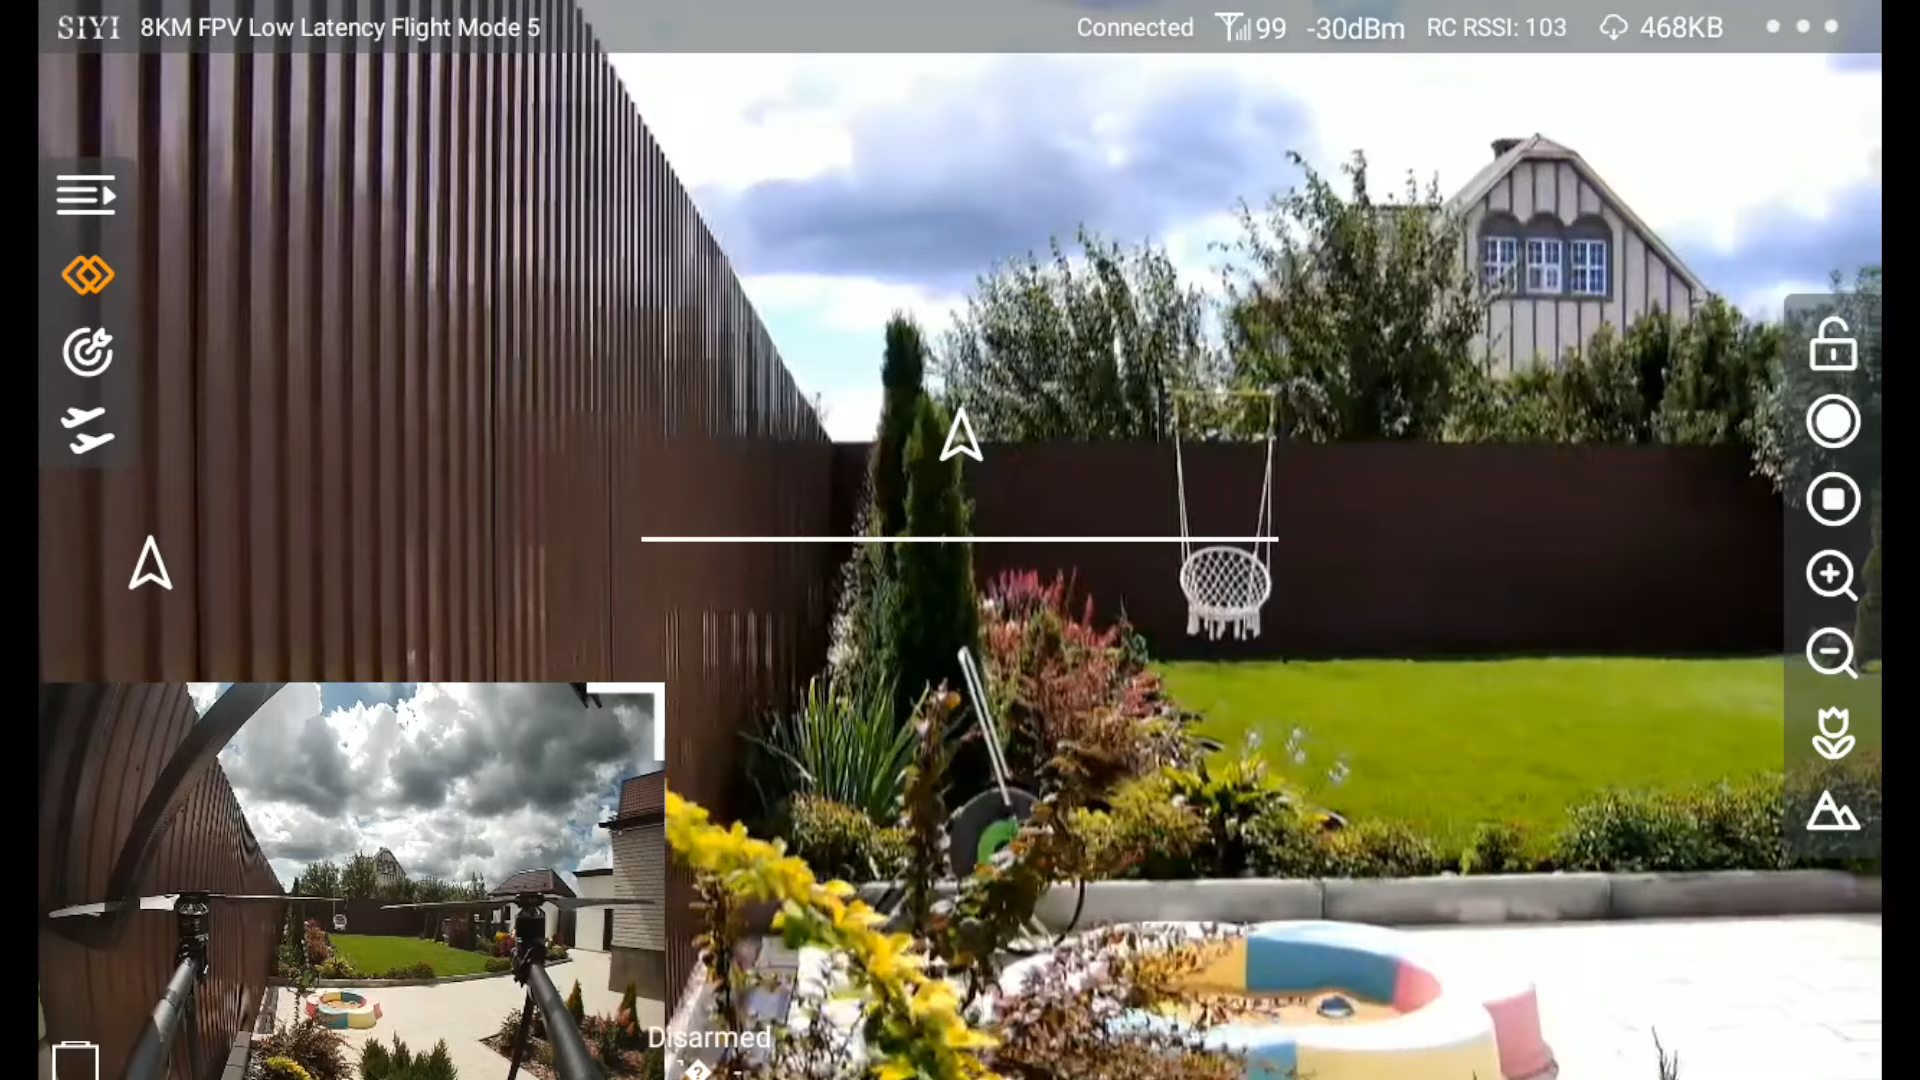 SIYI 8KM FPV Low Latency Flight Mode 5 Connected 99 -30dBm RC RSSI: 103 468KB
Disarmed